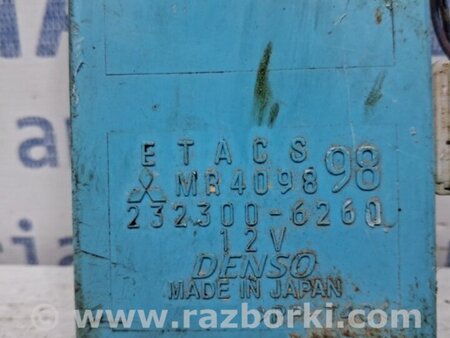 ETACS
MR409898
232300-6260
12V
DENSO
MADE IN JAPAN
www.razborki.com